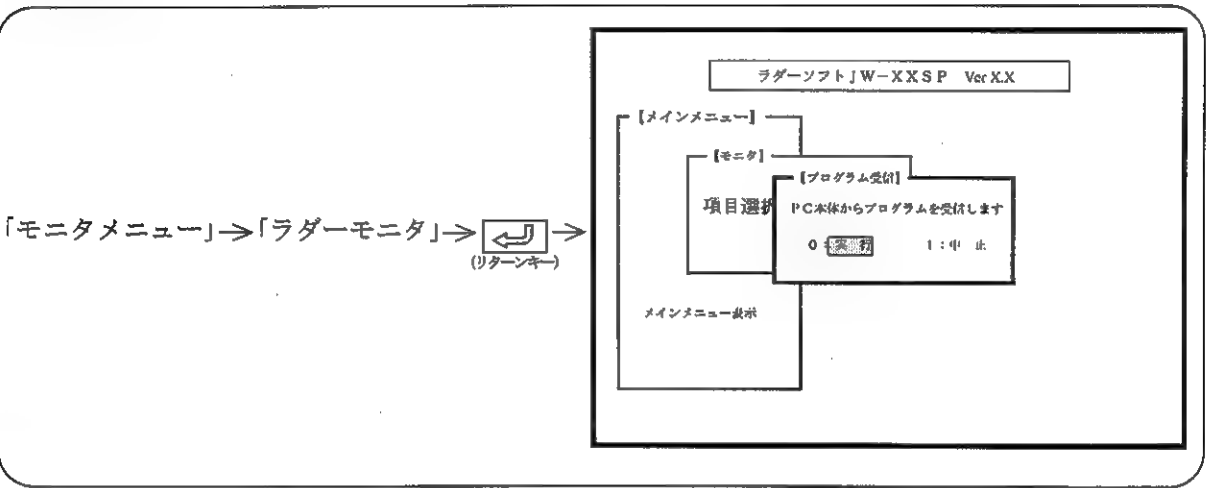 「モニタメニュー」→「ラダーモニタ」→ →
(リターンキー)
ラダーソフトJW-XXSP Ver X.X
【メインメニュー】
【モニタ】
【プログラム受信】
項目選択
PC本体からプログラムを受信します
0:実 行 1:中 止
メインメニュー表示